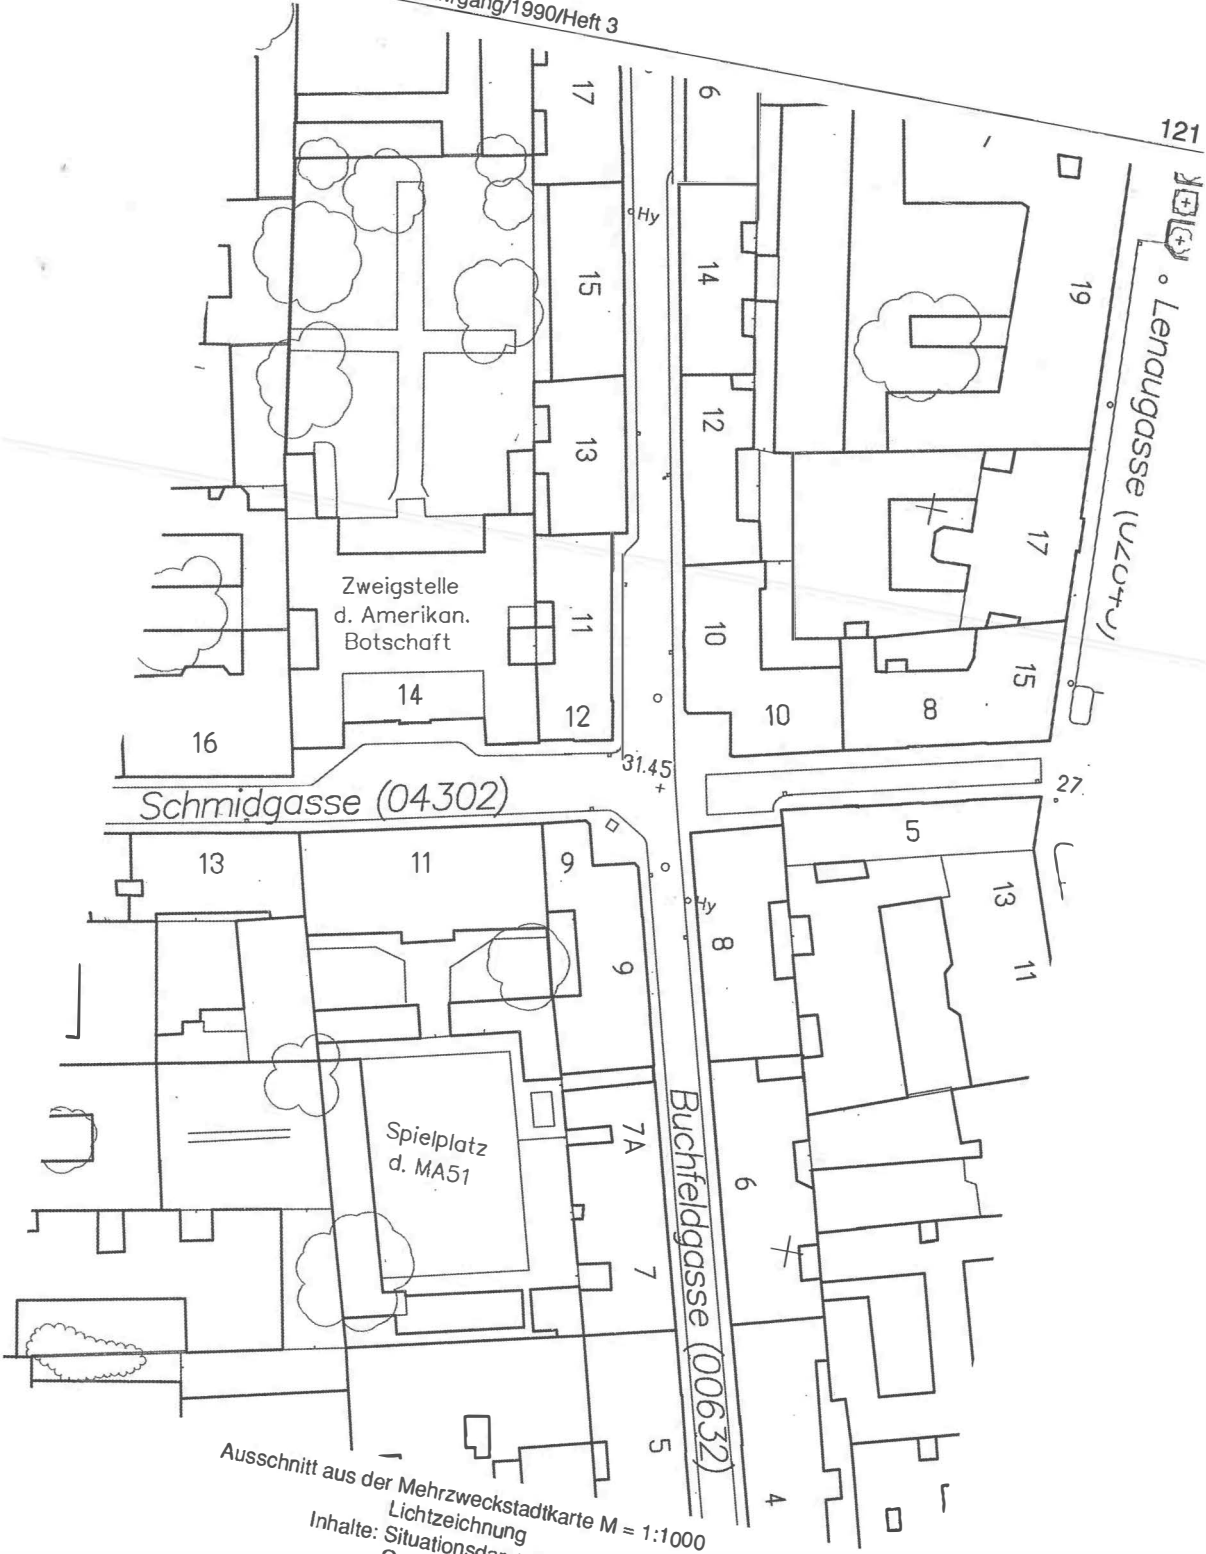 gang/1990/Heft 3
121
17
6
Hy
15
14
19
Lenaugasse
13
12
17
Zweigstelle
d. Amerikan.
Botschaft
11
10
15
14
12
10
8
16
31.45
27.
Schmidgasse (04302)
5
13
11
9
13
Hy
8
9
11
Buchfeldgasse (00632)
7A
Spielplatz
d. MA51
6
7
5
4
Ausschnitt aus der Mehrzweckstadtkarte M = 1:1000
Lichtzeichnung
Inhalte: